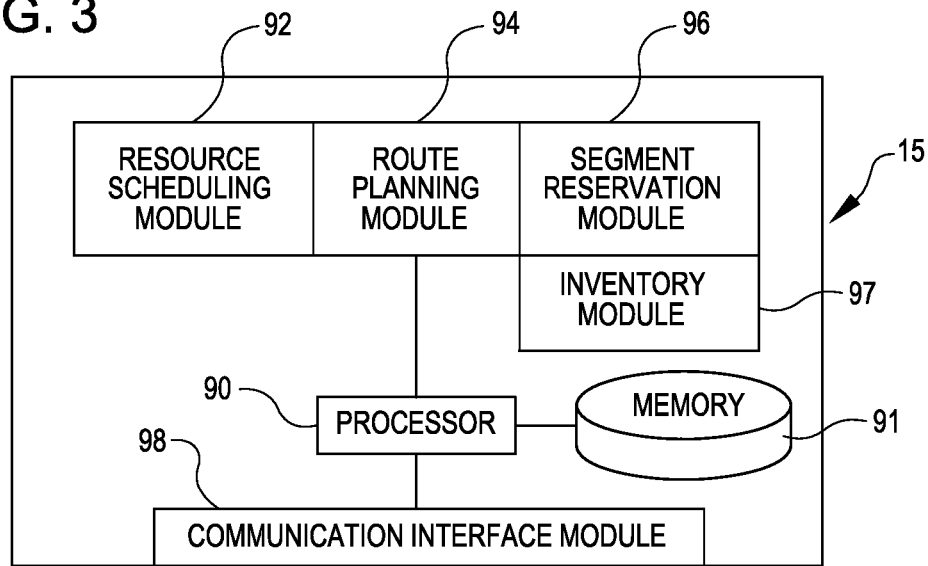 G. 3
92
94
96
RESOURCE
SCHEDULING
MODULE
ROUTE
PLANNING
MODULE
SEGMENT
RESERVATION
MODULE
15
INVENTORY
MODULE
97
90
PROCESSOR
MEMORY
91
98
COMMUNICATION INTERFACE MODULE